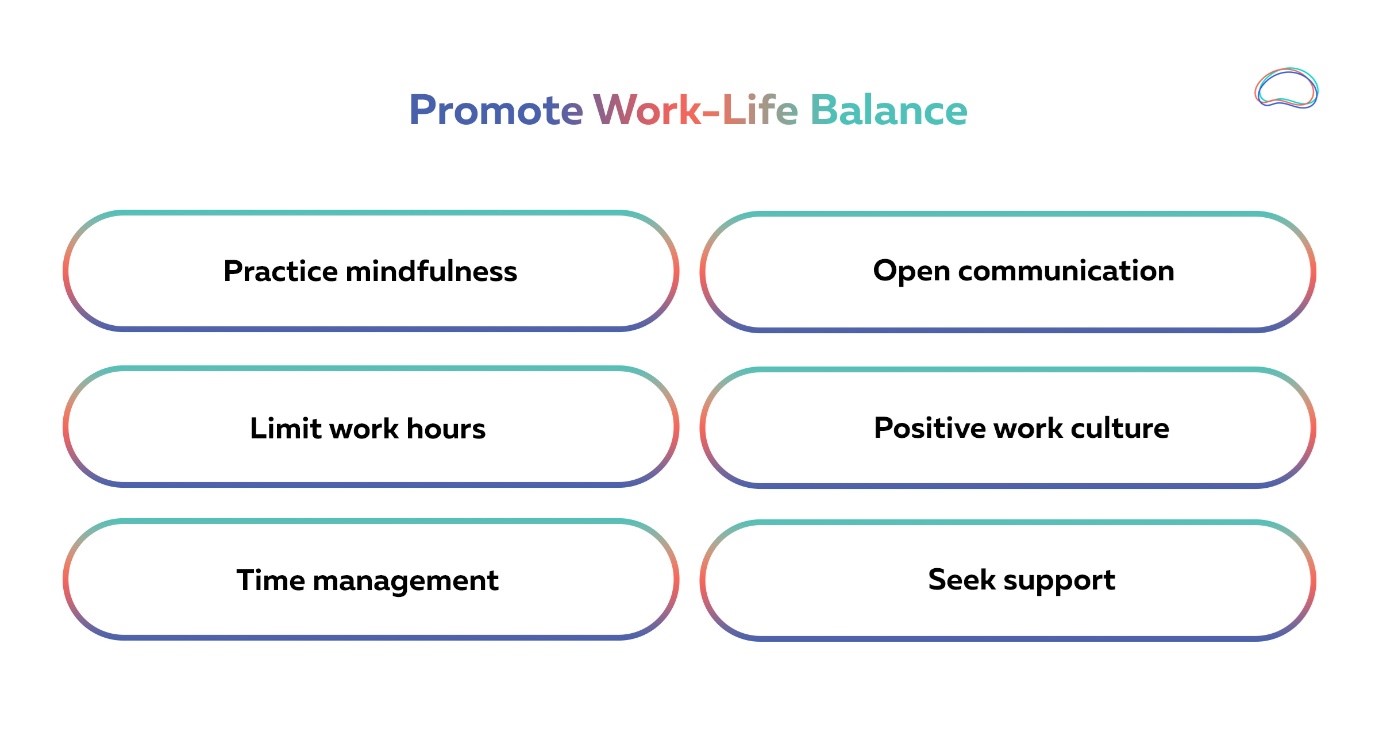 Promote Work-Life Balance
Practice mindfulness
Open communication
Limit work hours
Positive work culture
Time management
Seek support